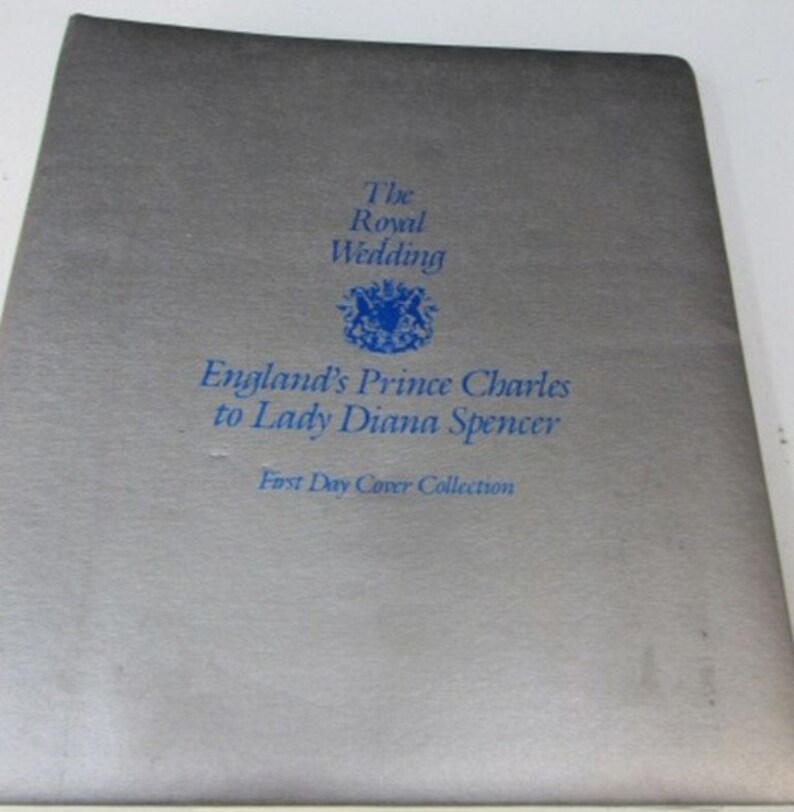 The
Royal
Wedding
England's Prince Charles
to Lady Diana Spencer
First Day Cover Collection